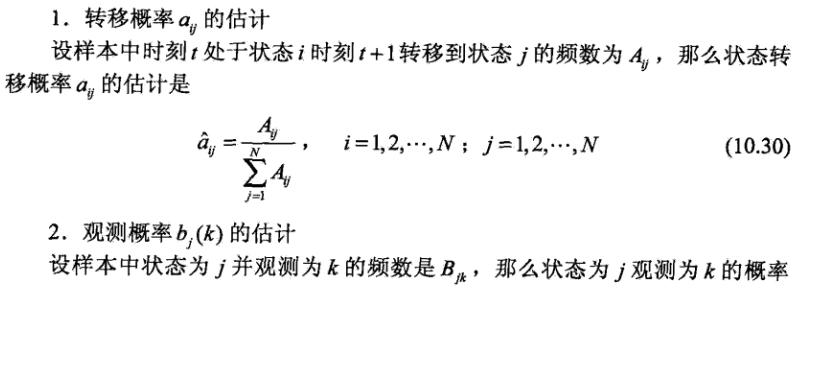 1．转移概率 a_{ij} 的估计
设样本中时刻 t 处于状态 i 时刻 t+1 转移到状态 j 的频数为 A_{ij}，那么状态转
移概率 a_{ij} 的估计是
\hat{a}_{ij} = \frac{A_{ij}}{\sum_{j=1}^{N} A_{ij}}， i=1,2,⋯,N；j=1,2,⋯,N (10.30)
2．观测概率 b_j(k) 的估计
设样本中状态为 j 并观测为 k 的频数是 B_{jk}，那么状态为 j 观测为 k 的概率